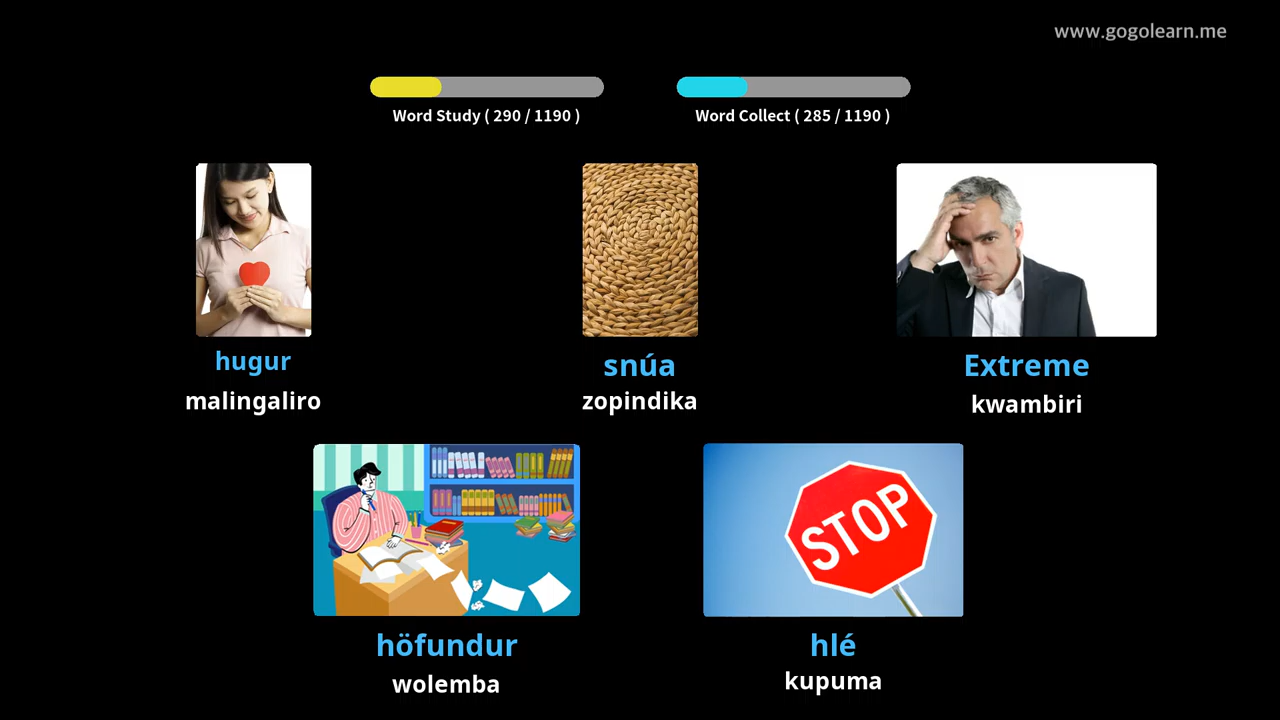 www.gogolearn.me
Word Study ( 290 / 1190 )
Word Collect ( 285 / 1190 )
hugur
malingaliro
snúa
zopindika
Extreme
kwambiri
STOP
höfundur
wolemba
hlé
kupuma